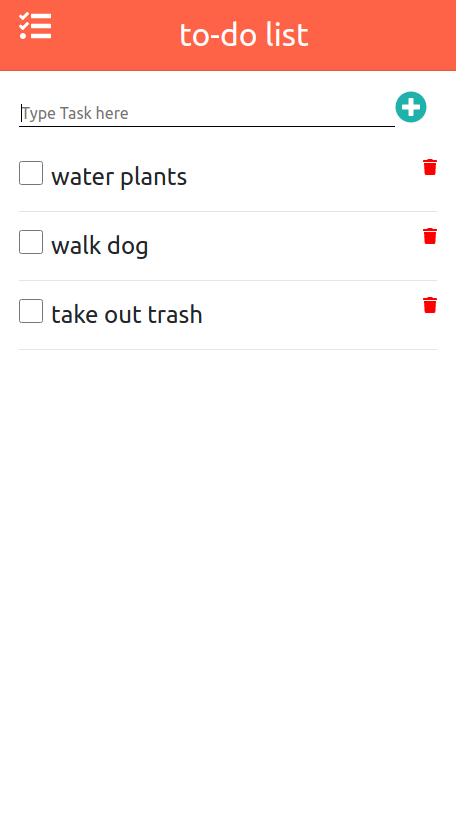 to-do list
Type Task here
water plants
walk dog
take out trash